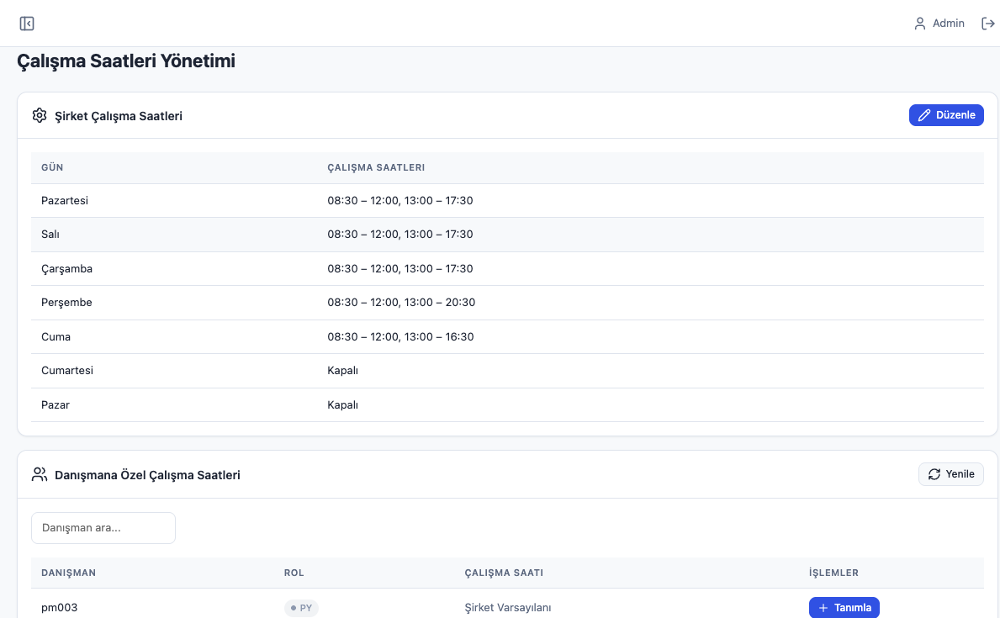 Admin
Çalışma Saatleri Yönetimi
Şirket Çalışma Saatleri
Düzenle
GÜN ÇALIŞMA SAATLERI
Pazartesi 08:30 – 12:00, 13:00 – 17:30
Salı 08:30 – 12:00, 13:00 – 17:30
Çarşamba 08:30 – 12:00, 13:00 – 17:30
Perşembe 08:30 – 12:00, 13:00 – 20:30
Cuma 08:30 – 12:00, 13:00 – 16:30
Cumartesi Kapalı
Pazar Kapalı
Danışmana Özel Çalışma Saatleri
Yenile
Danışman ara...
DANIŞMAN ROL ÇALIŞMA SAATI İŞLEMLER
pm003 PY Şirket Varsayılanı Tanımla